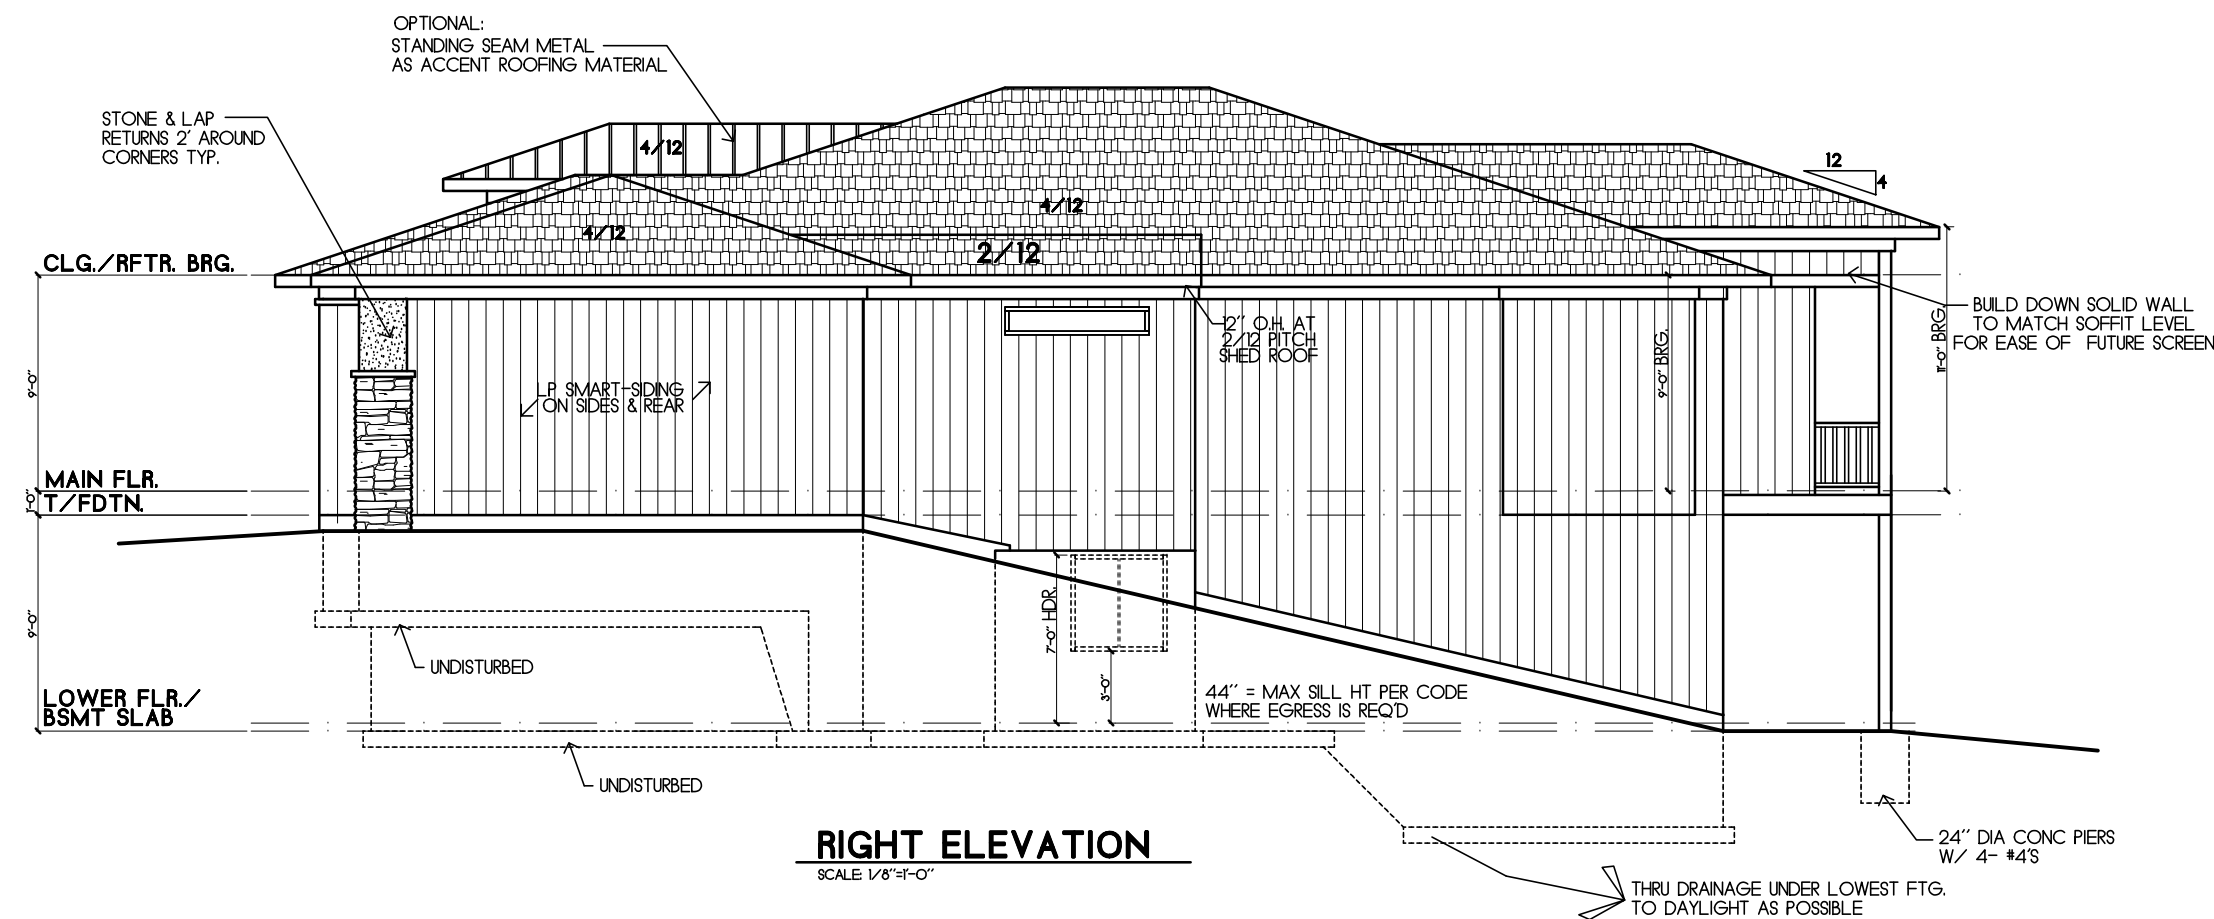 OPTIONAL:
STANDING SEAM METAL
AS ACCENT ROOFING MATERIAL
STONE & LAP
RETURNS 2' AROUND
CORNERS TYP.
4/12
12
4
4/12
4/12
2/12
CLG./RFTR. BRG.
BUILD DOWN SOLID WALL
TO MATCH SOFFIT LEVEL
FOR EASE OF FUTURE SCREEN
12" O.H. AT
2/12 PITCH
SHED ROOF
9'-0" BRG.
11'-0" BRG.
9'-0"
LP SMART-SIDING
ON SIDES & REAR
MAIN FLR.
1'-0"
T/FDTN.
9'-0"
7'-0" HDR.
UNDISTURBED
3'-0"
44" = MAX SILL HT PER CODE
WHERE EGRESS IS REQ'D
LOWER FLR./
BSMT SLAB
UNDISTURBED
RIGHT ELEVATION
SCALE: 1/8"=1'-0"
24" DIA CONC PIERS
W/ 4- #4'S
THRU DRAINAGE UNDER LOWEST FTG.
TO DAYLIGHT AS POSSIBLE